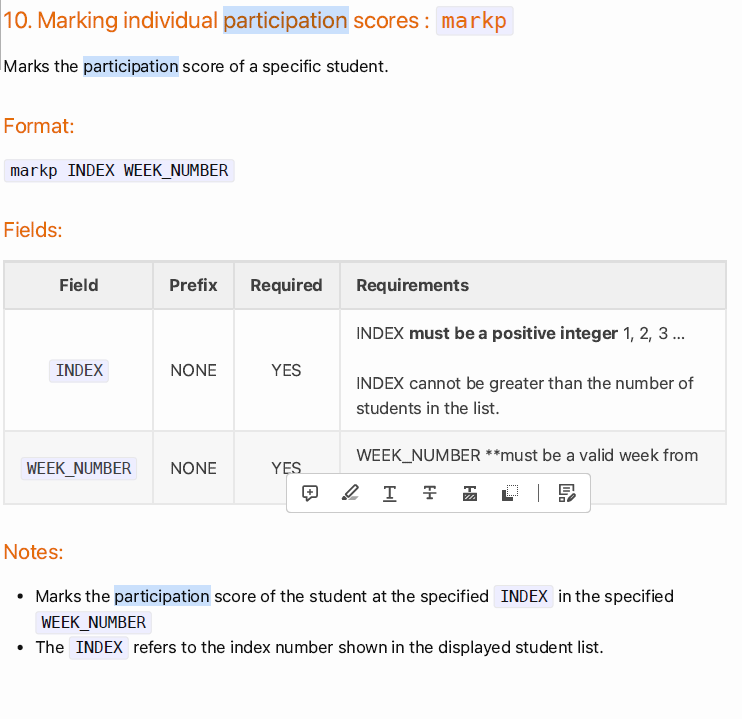 10. Marking individual participation scores : markp
Marks the participation score of a specific student.
Format:
markp INDEX WEEK_NUMBER
Fields:
Field Prefix Required Requirements
INDEX NONE YES INDEX must be a positive integer 1, 2, 3 ...
INDEX cannot be greater than the number of
students in the list.
WEEK_NUMBER NONE YES WEEK_NUMBER **must be a valid week from
Notes:
• Marks the participation score of the student at the specified INDEX in the specified
WEEK_NUMBER
• The INDEX refers to the index number shown in the displayed student list.